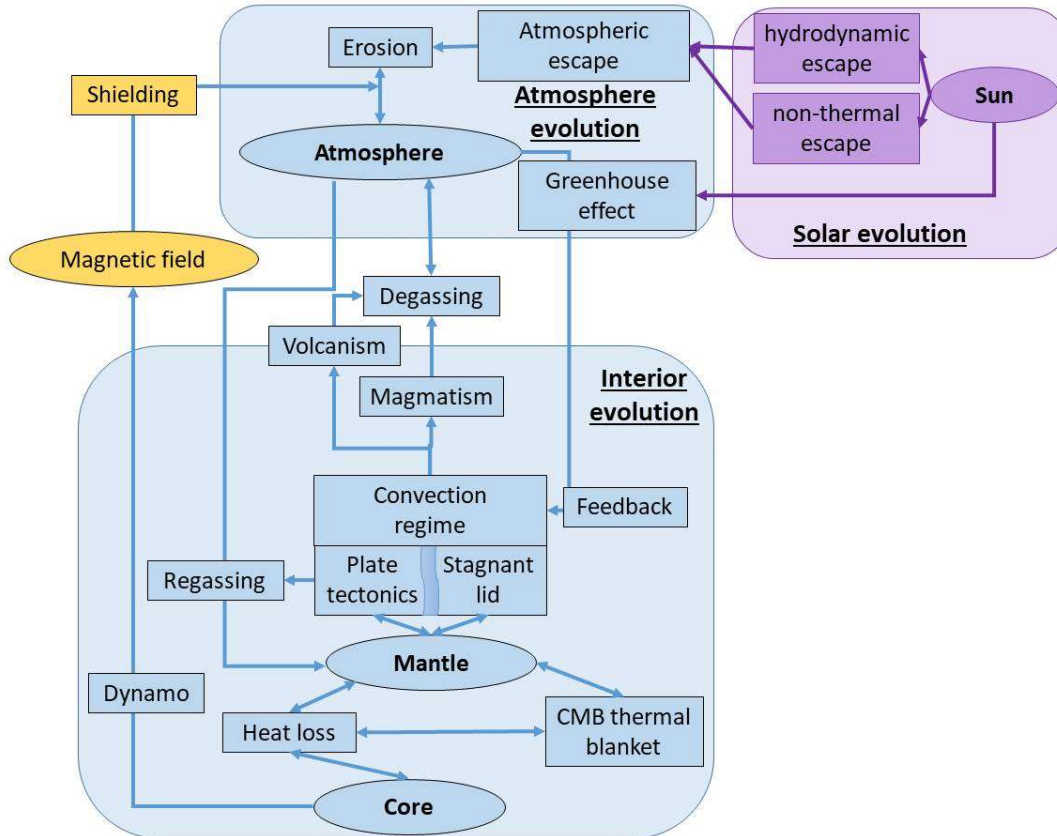 Erosion
Atmospheric
escape
hydrodynamic
escape
Shielding
Atmosphere
evolution
non-thermal
escape
Sun
Atmosphere
Greenhouse
effect
Solar evolution
Magnetic field
Degassing
Volcanism
Magmatism
Interior
evolution
Convection
regime
Feedback
Plate
tectonics
Stagnant
lid
Regassing
Mantle
Dynamo
Heat loss
CMB thermal
blanket
Core